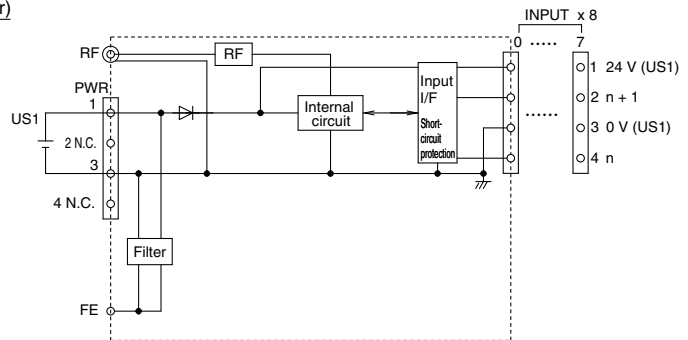 r)
INPUT x 8
0 ····· 7
RF
RF
PWR
1
US1
2 N.C.
3
4 N.C.
Internal
circuit
Input
I/F
Short-
circuit
protection
1 24 V (US1)
2 n + 1
······
3 0 V (US1)
4 n
Filter
FE